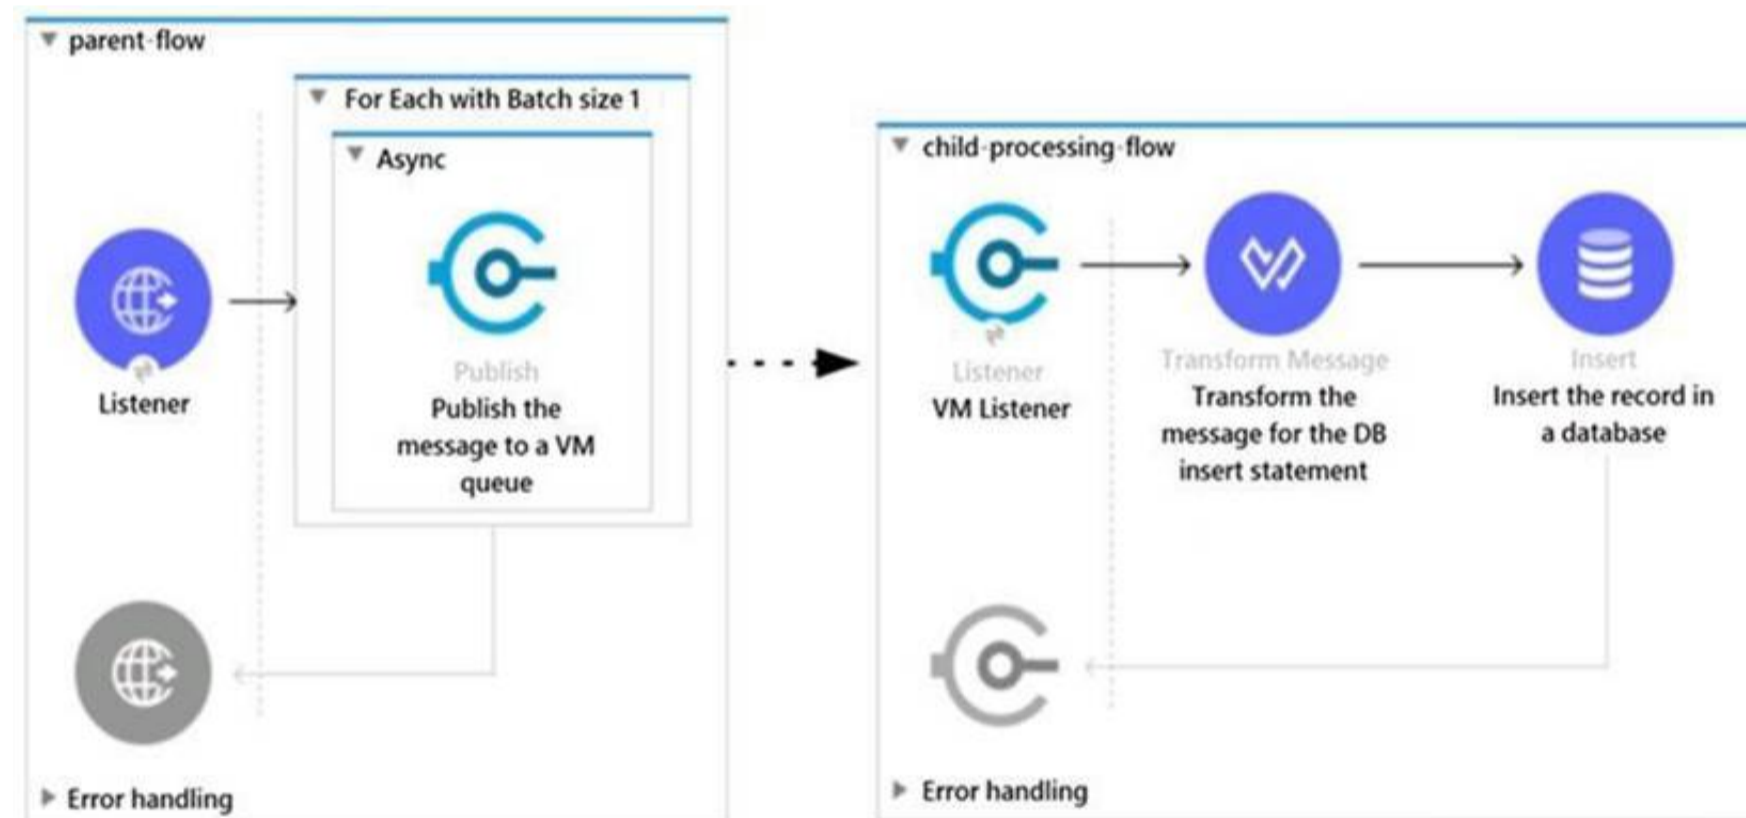 parent-flow
For Each with Batch size 1
Async
Listener
Publish
Publish the
message to a VM
queue
Error handling
child-processing-flow
Listener
VM Listener
Transform Message
Transform the
message for the DB
insert statement
Insert
Insert the record in
a database
Error handling